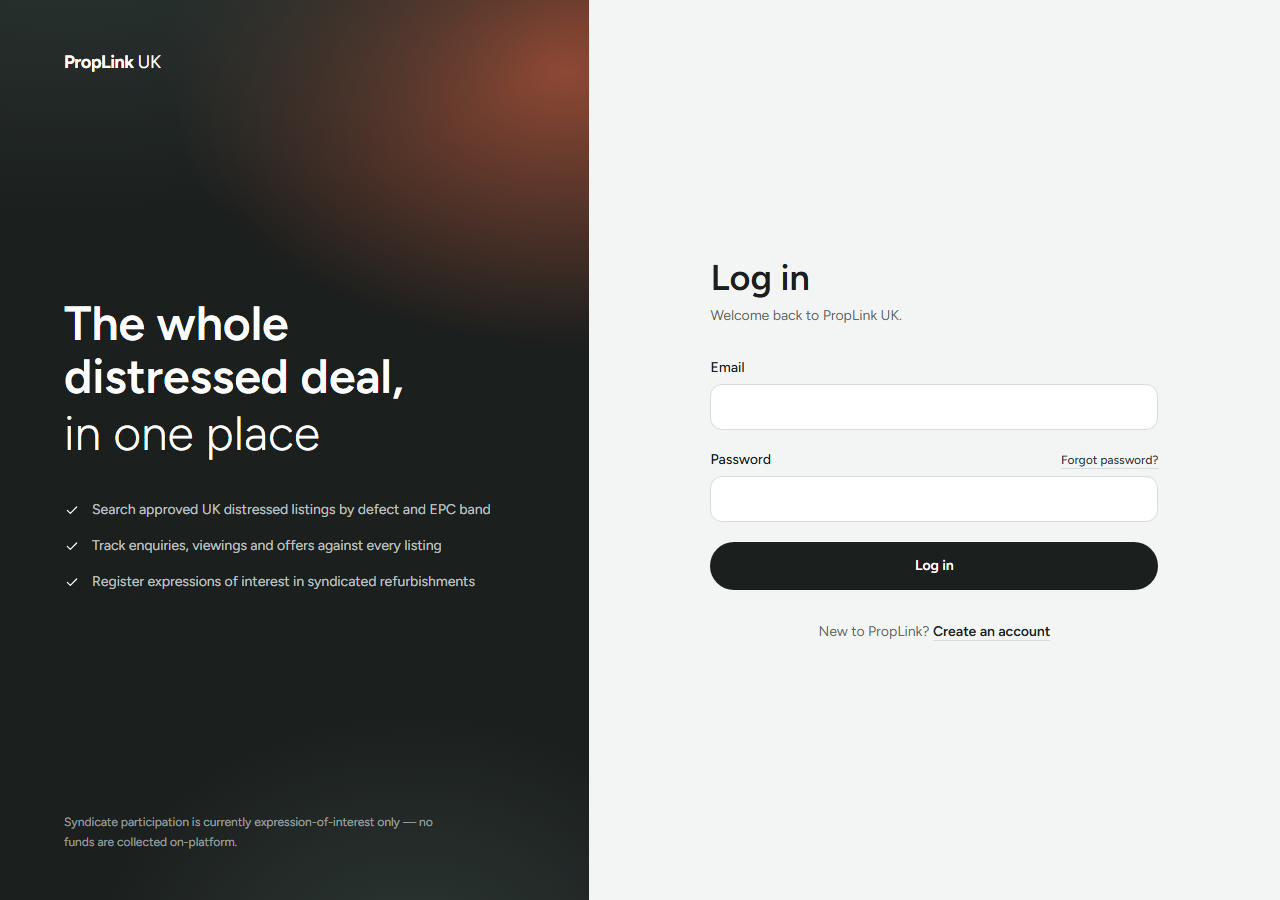 PropLink UK
The whole
distressed deal,
in one place
Search approved UK distressed listings by defect and EPC band
Track enquiries, viewings and offers against every listing
Register expressions of interest in syndicated refurbishments
Syndicate participation is currently expression-of-interest only — no
funds are collected on-platform.
Log in
Welcome back to PropLink UK.
Email
Password Forgot password?
Log in
New to PropLink? Create an account